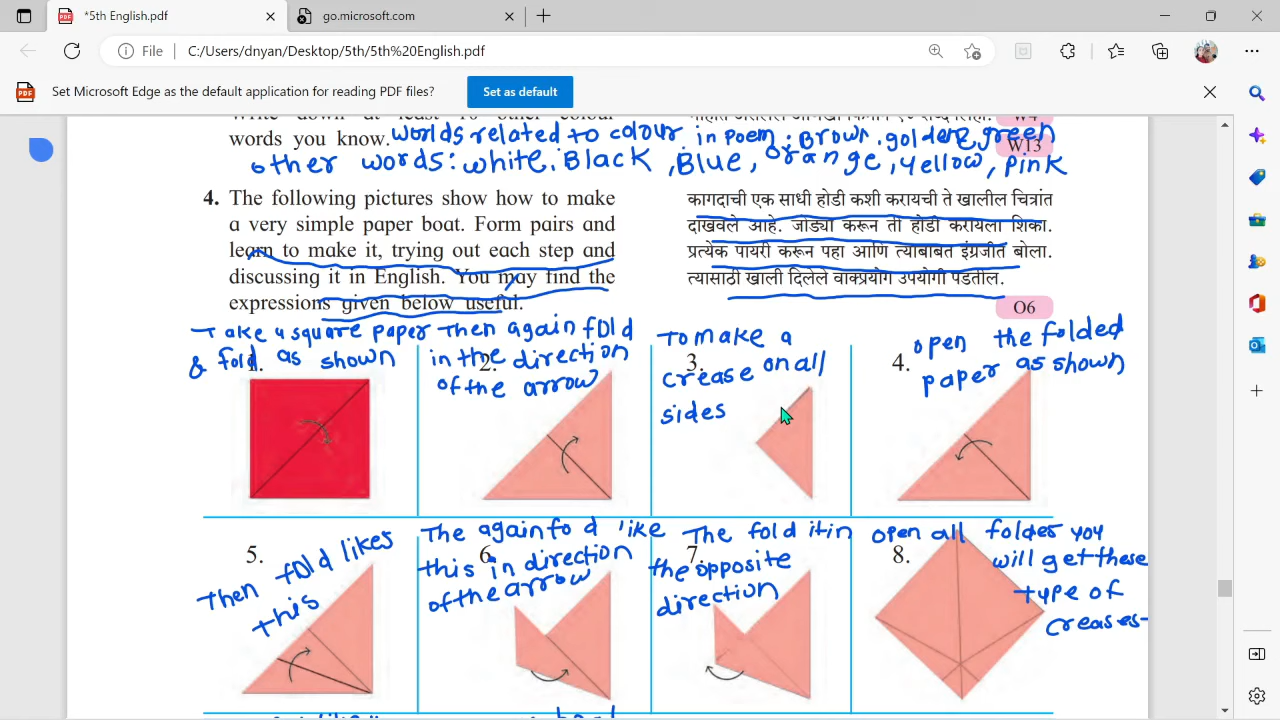 *5th English.pdf
go.microsoft.com
File
C:/Users/dnyan/Desktop/5th/5th%20English.pdf
Set Microsoft Edge as the default application for reading PDF files?
Set as default
words you know. worlds related to colour in poem : Brown, golden, green
W13
other words: white. Black, Blue, orange, yellow, pink
4. The following pictures show how to make
a very simple paper boat. Form pairs and
learn to make it, trying out each step and
discussing it in English. You may find the
expressions given below useful.
कागदाची एक साधी होडी कशी करायची ते खालील चित्रांत
दाखवले आहे. जोड्या करून ती होडी करायला शिका.
प्रत्येक पायरी करून पहा आणि त्याबाबत इंग्रजीत बोला.
त्यासाठी खाली दिलेले वाक्प्रयोग उपयोगी पडतील.
O6
Take a square paper
& fold as shown
1.
Then again fold
in the direction
of the arrow
2.
To make a
crease on all
sides
3.
open the folded
paper as shown
4.
5.
Then fold likes
this
The again fo d like
this in direction
of the arrow
6.
The fold it in
the opposite
direction
7.
open all foldes you
will get these
type of
creases-
8.